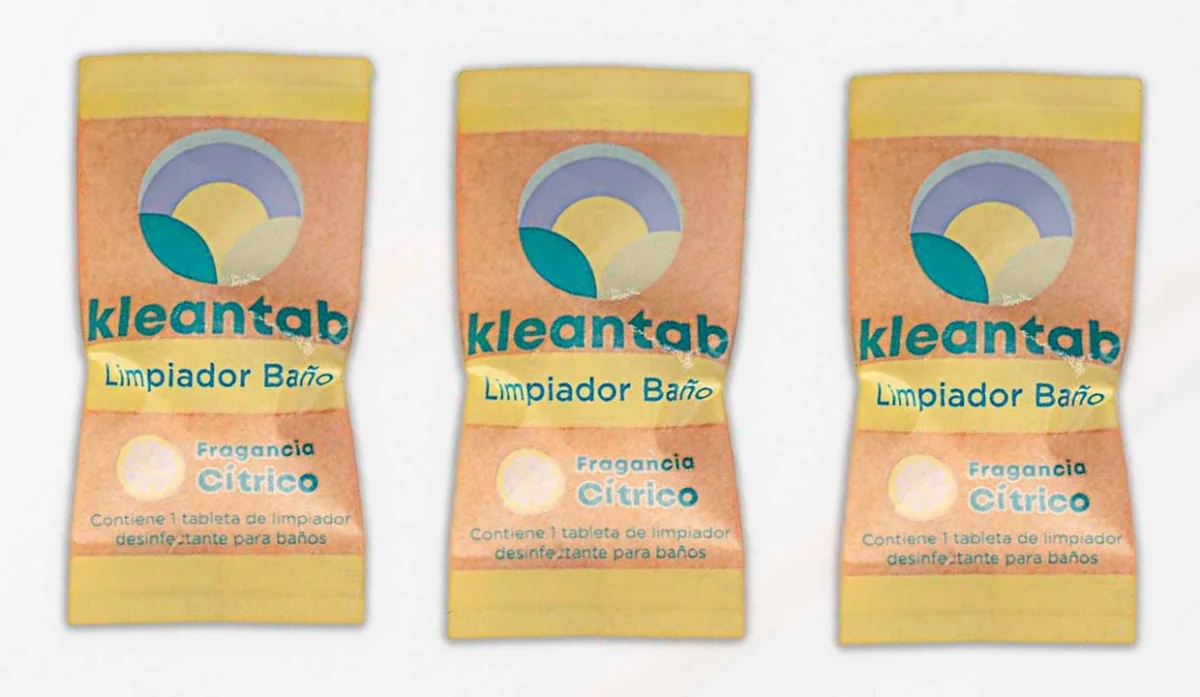 kleantab
Limpiador Baño
Fragancia
Cítrico
Contiene 1 tableta de limpiador
desinfectante para baños
kleantab
Limpiador Baño
Fragancia
Cítrico
Contiene 1 tableta de limpiador
desinfectante para baños
kleantab
Limpiador Baño
Fragancia
Cítrico
Contiene 1 tableta de limpiador
desinfectante para baños